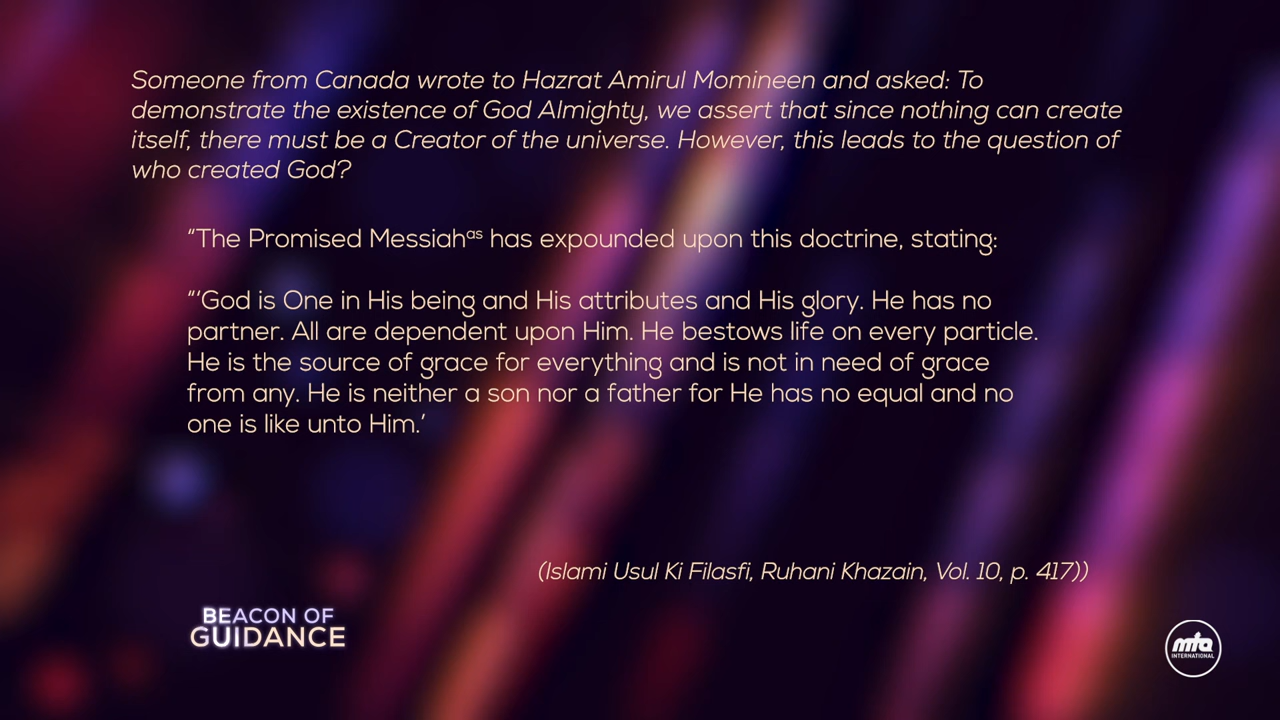 Someone from Canada wrote to Hazrat Amirul Momineen and asked: To
demonstrate the existence of God Almighty, we assert that since nothing can create
itself, there must be a Creator of the universe. However, this leads to the question of
who created God?
“The Promised Messiahᵃˢ has expounded upon this doctrine, stating:
“‘God is One in His being and His attributes and His glory. He has no
partner. All are dependent upon Him. He bestows life on every particle.
He is the source of grace for everything and is not in need of grace
from any. He is neither a son nor a father for He has no equal and no
one is like unto Him.’
(Islami Usul Ki Filasfi, Ruhani Khazain, Vol. 10, p. 417))
BEACON OF
GUIDANCE
mta
INTERNATIONAL